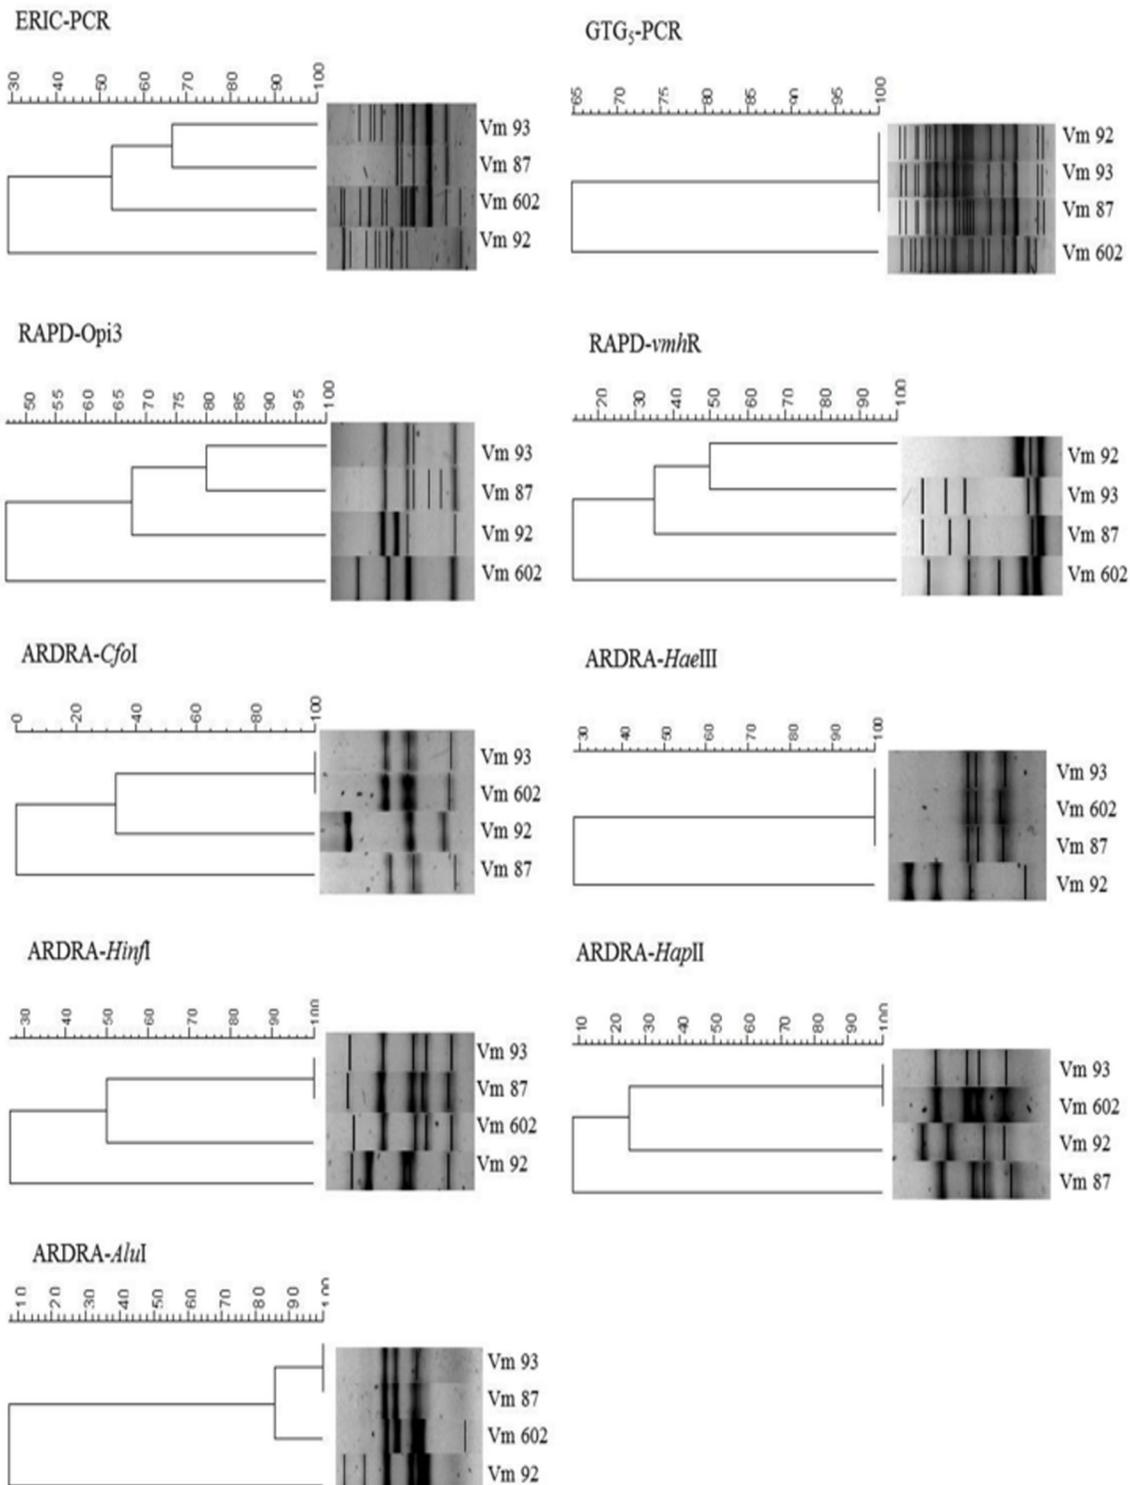 ERIC-PCR
30 40 50 60 70 80 90 100
Vm 93
Vm 87
Vm 602
Vm 92
GTG5-PCR
65 70 75 80 85 90 95 100
Vm 92
Vm 93
Vm 87
Vm 602
RAPD-Opi3
50 55 60 65 70 75 80 85 90 95 100
Vm 93
Vm 87
Vm 92
Vm 602
RAPD-vmhR
20 30 40 50 60 70 80 90 100
Vm 92
Vm 93
Vm 87
Vm 602
ARDRA-CfoI
0 20 40 60 80 100
Vm 93
Vm 602
Vm 92
Vm 87
ARDRA-HaeIII
30 40 50 60 70 80 90 100
Vm 93
Vm 602
Vm 87
Vm 92
ARDRA-HinfI
30 40 50 60 70 80 90 100
Vm 93
Vm 87
Vm 602
Vm 92
ARDRA-HapII
10 20 30 40 50 60 70 80 90 100
Vm 93
Vm 602
Vm 92
Vm 87
ARDRA-AluI
10 20 30 40 50 60 70 80 90 100
Vm 93
Vm 87
Vm 602
Vm 92